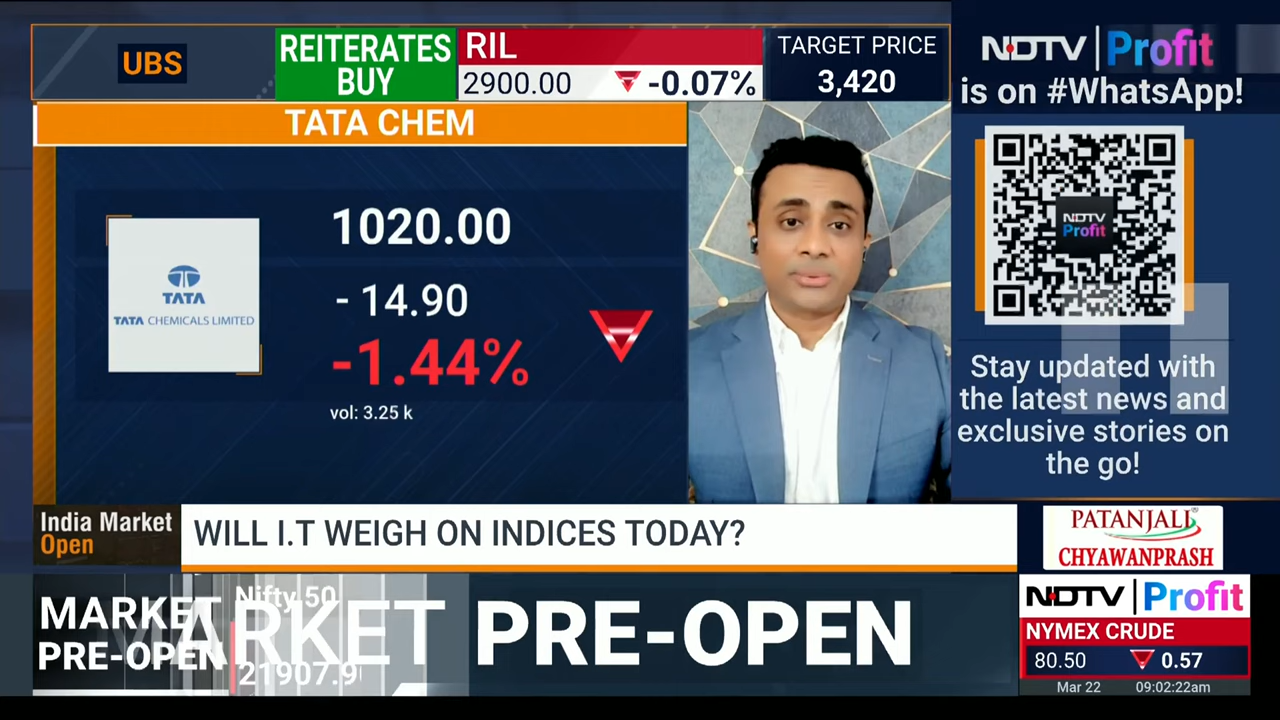 UBS
REITERATES
BUY
RIL
2900.00 -0.07%
TARGET PRICE
3,420
NDTV Profit
is on #WhatsApp!
TATA CHEM
1020.00
- 14.90
-1.44%
vol: 3.25 k
TATA
TATA CHEMICALS LIMITED
NDTV
Profit
Stay updated with
the latest news and
exclusive stories on
the go!
India Market
Open
WILL I.T WEIGH ON INDICES TODAY?
PATANJALI®
CHYAWANPRASH
MARKET
PRE-OPEN
Nifty 50
21907.9
MARKET PRE-OPEN
NDTV Profit
NYMEX CRUDE
80.50 0.57
Mar 22 09:02:22am